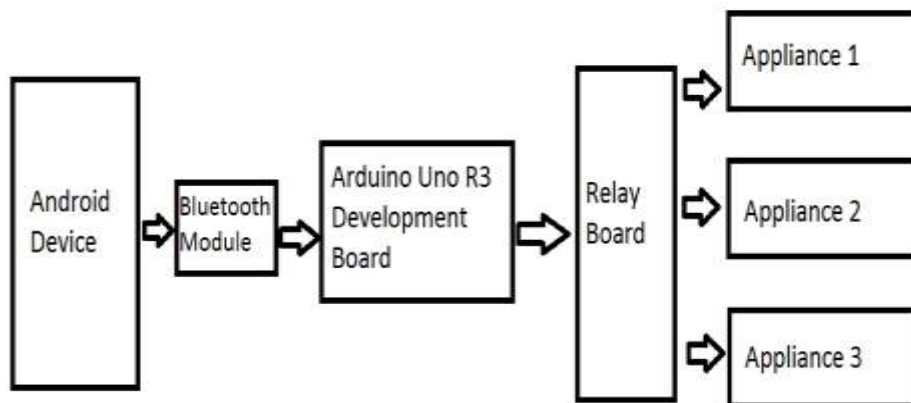 Android
Device
Bluetooth
Module
Arduino Uno R3
Development
Board
Relay
Board
Appliance 1
Appliance 2
Appliance 3